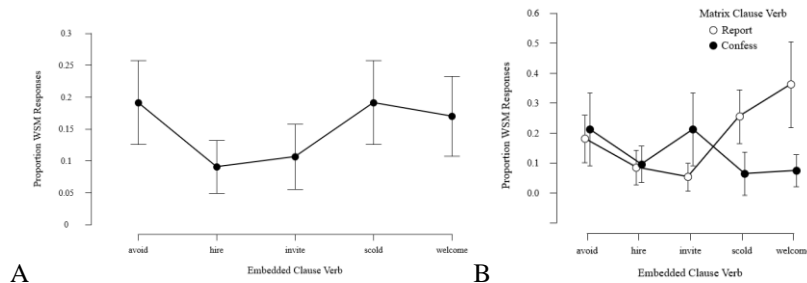 0.3
0.25
0.2
0.15
0.1
0.05
0
Proportion WSM Responses
avoid hire invite scold welcome
Embedded Clause Verb
A
Matrix Clause Verb
Report
Confess
0.6
0.5
0.4
0.3
0.2
0.1
0.0
Proportion WSM Responses
avoid hire invite scold welcome
Embedded Clause Verb
B